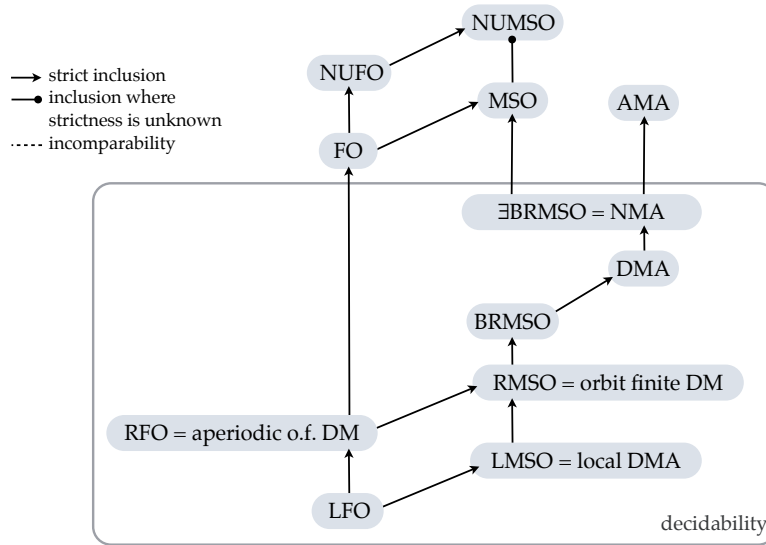 NUMSO
strict inclusion
NUFO
inclusion where
MSO
AMA
strictness is unknown
incomparability
FO
∃BRMSO = NMA
DMA
BRMSO
RMSO = orbit finite DM
RFO = aperiodic o.f. DM
LMSO = local DMA
LFO
decidability